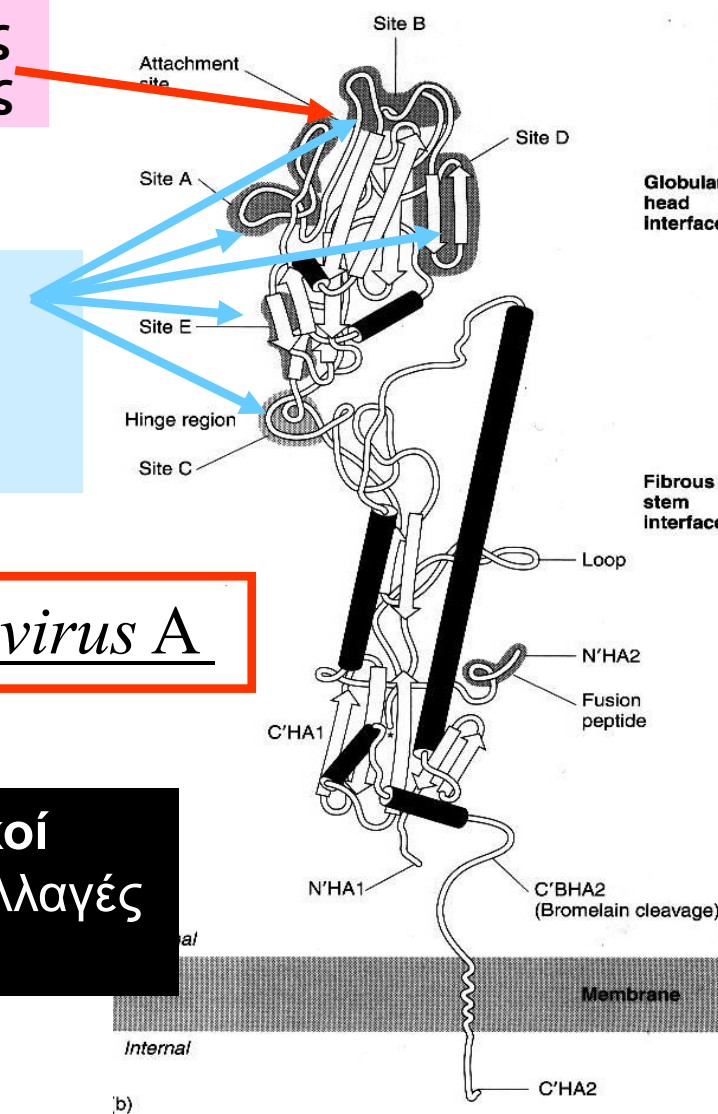 ς
ς
Site B
Attachment
site
Site D
Site A
Globular
head
interface
Site E
Hinge region
Site C
Fibrous
stem
interface
Loop
virus A
N'HA2
Fusion
peptide
C'HA1
*
κοί
λλαγές
N'HA1
C'BHA2
(Bromelain cleavage)
nal
Membrane
Internal
C'HA2
(b)